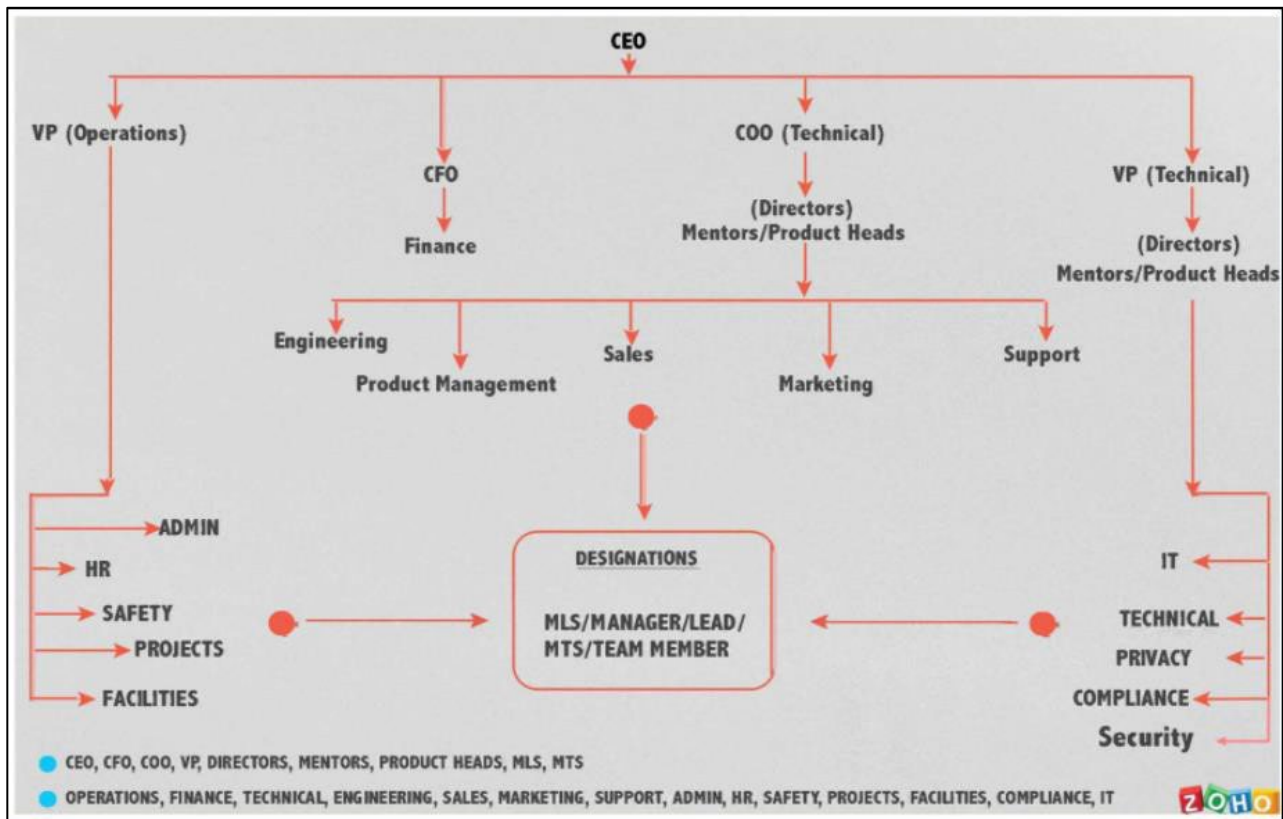 CEO
VP (Operations)
CFO
COO (Technical)
VP (Technical)
Finance
(Directors)
Mentors/Product Heads
(Directors)
Mentors/Product Heads
Engineering
Product Management
Sales
Marketing
Support
ADMIN
HR
SAFETY
PROJECTS
FACILITIES
DESIGNATIONS
MLS/MANAGER/LEAD/
MTS/TEAM MEMBER
IT
TECHNICAL
PRIVACY
COMPLIANCE
Security
CEO, CFO, COO, VP, DIRECTORS, MENTORS, PRODUCT HEADS, MLS, MTS
OPERATIONS, FINANCE, TECHNICAL, ENGINEERING, SALES, MARKETING, SUPPORT, ADMIN, HR, SAFETY, PROJECTS, FACILITIES, COMPLIANCE, IT
ZOHO